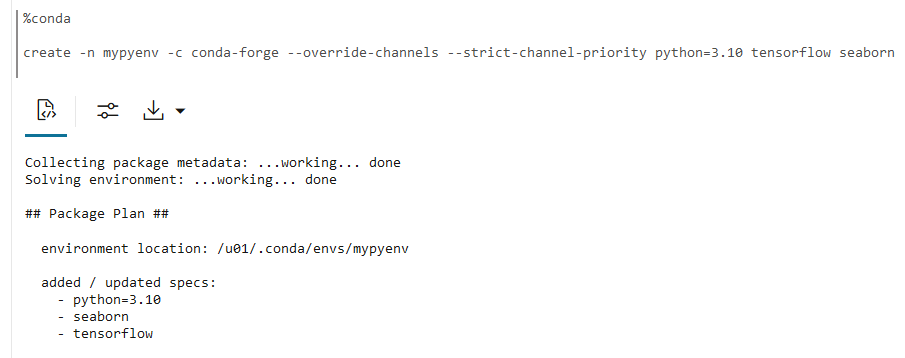 %conda
create -n mypyenv -c conda-forge --override-channels --strict-channel-priority python=3.10 tensorflow seaborn
Collecting package metadata: ...working... done
Solving environment: ...working... done
## Package Plan ##
environment location: /u01/.conda/envs/mypyenv
added / updated specs:
- python=3.10
- seaborn
- tensorflow